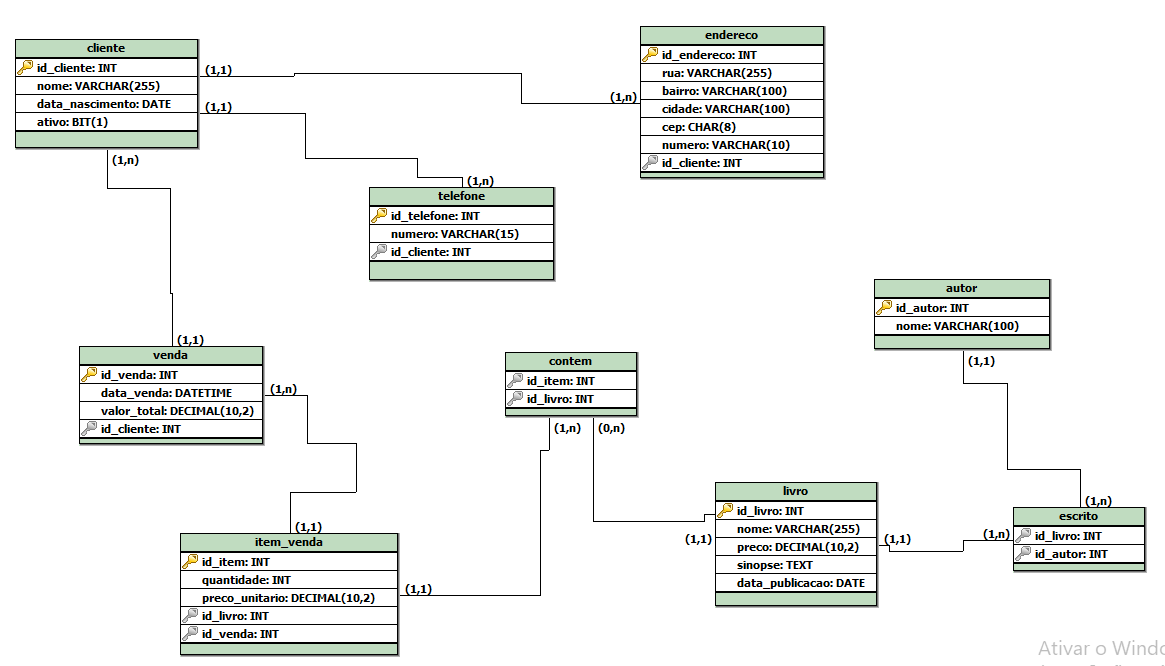 cliente
id_cliente: INT
nome: VARCHAR(255)
data_nascimento: DATE
ativo: BIT(1)
(1,1)
(1,1)
(1,n)
endereco
id_endereco: INT
rua: VARCHAR(255)
bairro: VARCHAR(100)
cidade: VARCHAR(100)
cep: CHAR(8)
numero: VARCHAR(10)
id_cliente: INT
(1,n)
(1,n)
telefone
id_telefone: INT
numero: VARCHAR(15)
id_cliente: INT
autor
id_autor: INT
nome: VARCHAR(100)
(1,1)
(1,1)
venda
id_venda: INT
data_venda: DATETIME
valor_total: DECIMAL(10,2)
id_cliente: INT
(1,n)
contem
id_item: INT
id_livro: INT
(1,n)
(0,n)
livro
id_livro: INT
nome: VARCHAR(255)
preco: DECIMAL(10,2)
sinopse: TEXT
data_publicacao: DATE
(1,1)
(1,1)
(1,n)
(1,n)
escrito
id_livro: INT
id_autor: INT
(1,1)
item_venda
id_item: INT
quantidade: INT
preco_unitario: DECIMAL(10,2)
id_livro: INT
id_venda: INT
(1,1)
Ativar o Windo